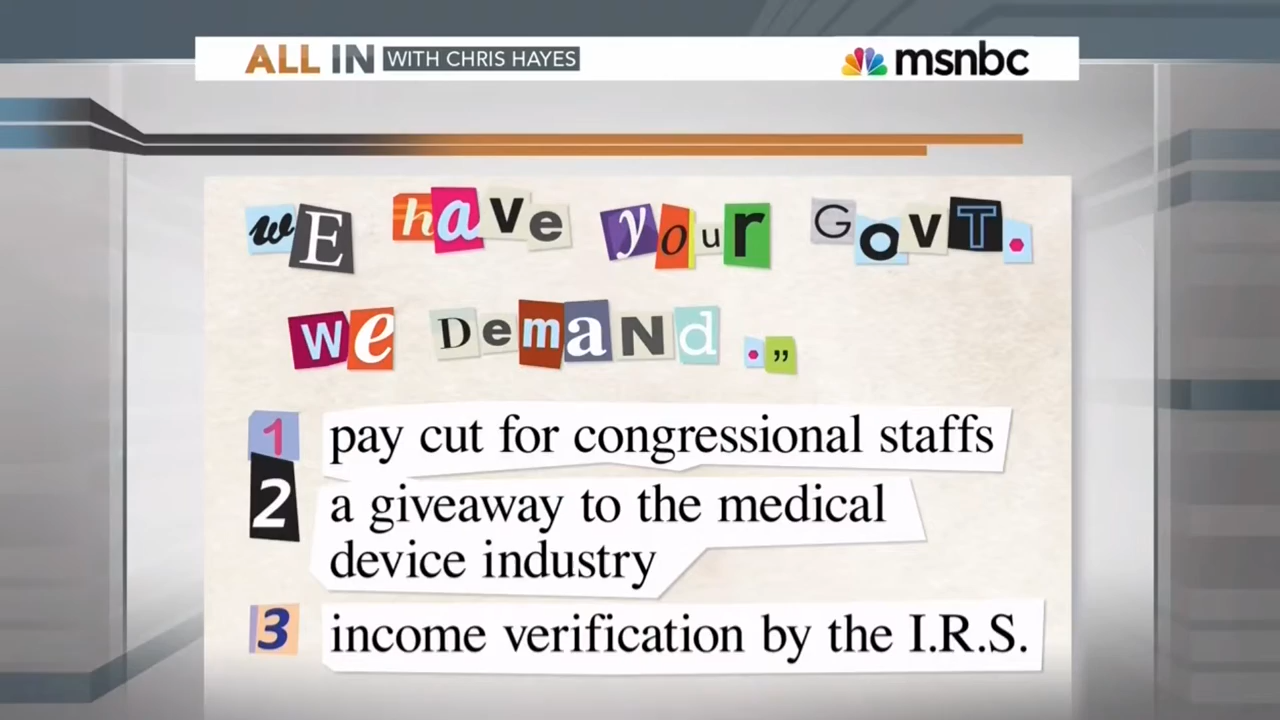 ALL IN WITH CHRIS HAYES msnbc
wE have your GovT.
We DemaNd.”
1 pay cut for congressional staffs
2 a giveaway to the medical
device industry
3 income verification by the I.R.S.